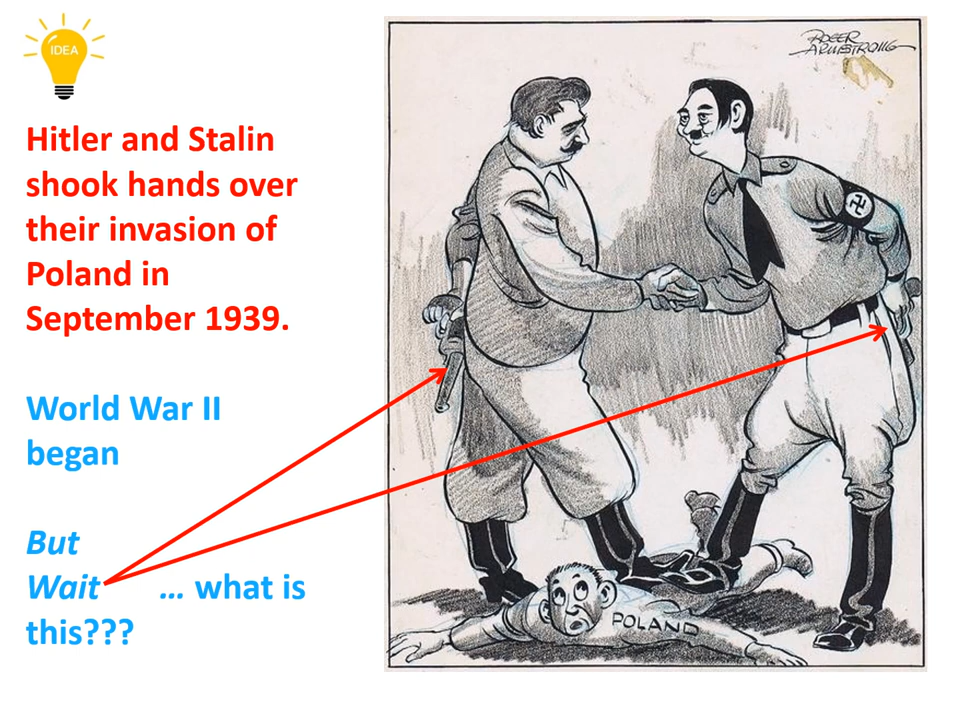 IDEA
Hitler and Stalin
shook hands over
their invasion of
Poland in
September 1939.
World War II
began
But
Wait … what is
this???
ROGER
ARMSTRONG
POLAND